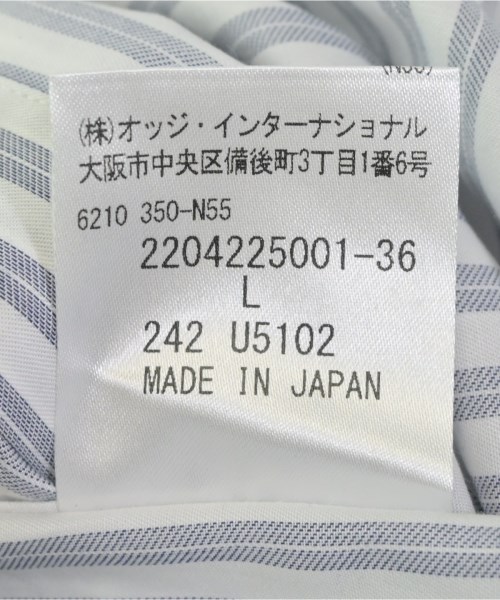 (株)オッジ・インターナショナル
大阪市中央区備後町3丁目1番6号
6210 350-N55
2204225001-36
L
242 U5102
MADE IN JAPAN